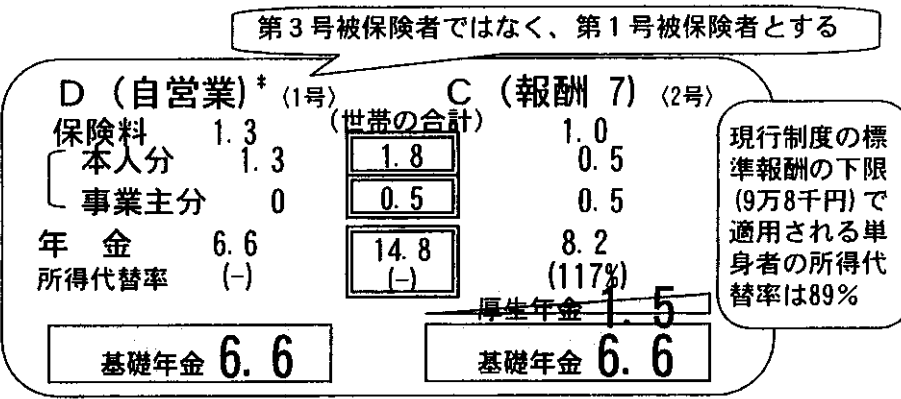 第３号被保険者ではなく、第１号被保険者とする
D （自営業）* 〈1号〉
C （報酬 7） 〈2号〉
（世帯の合計）
保険料 1.3 1.0
本人分 1.3 1.8 0.5
事業主分 0 0.5 0.5
年 金 6.6 14.8 8.2
所得代替率 (-) (-) (117%)
厚生年金 1.5
基礎年金 6.6
基礎年金 6.6
現行制度の標
準報酬の下限
(9万8千円)で
適用される単
身者の所得代
替率は89%